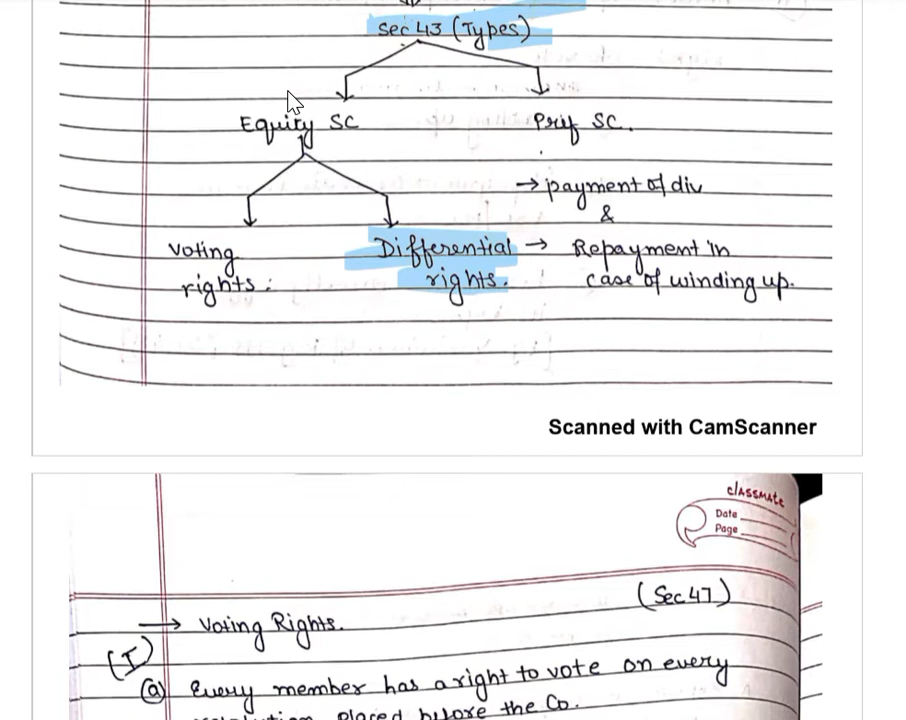 Sec 43 (Types)
Equity SC
Prif SC.
→ payment of div
&
Voting
rights:
Differential
rights.
→ Repayment in
case of winding up.
Scanned with CamScanner
classmate
Date
Page
(Sec 47)
→ Voting Rights.
(I)
(a) Every member has a right to vote on every
placed before the Co.